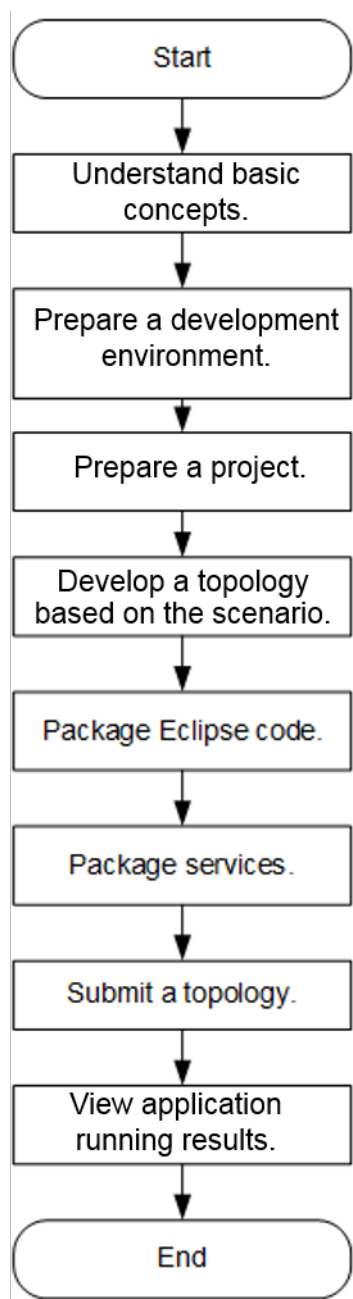 Start
Understand basic
concepts.
Prepare a development
environment.
Prepare a project.
Develop a topology
based on the scenario.
Package Eclipse code.
Package services.
Submit a topology.
View application
running results.
End